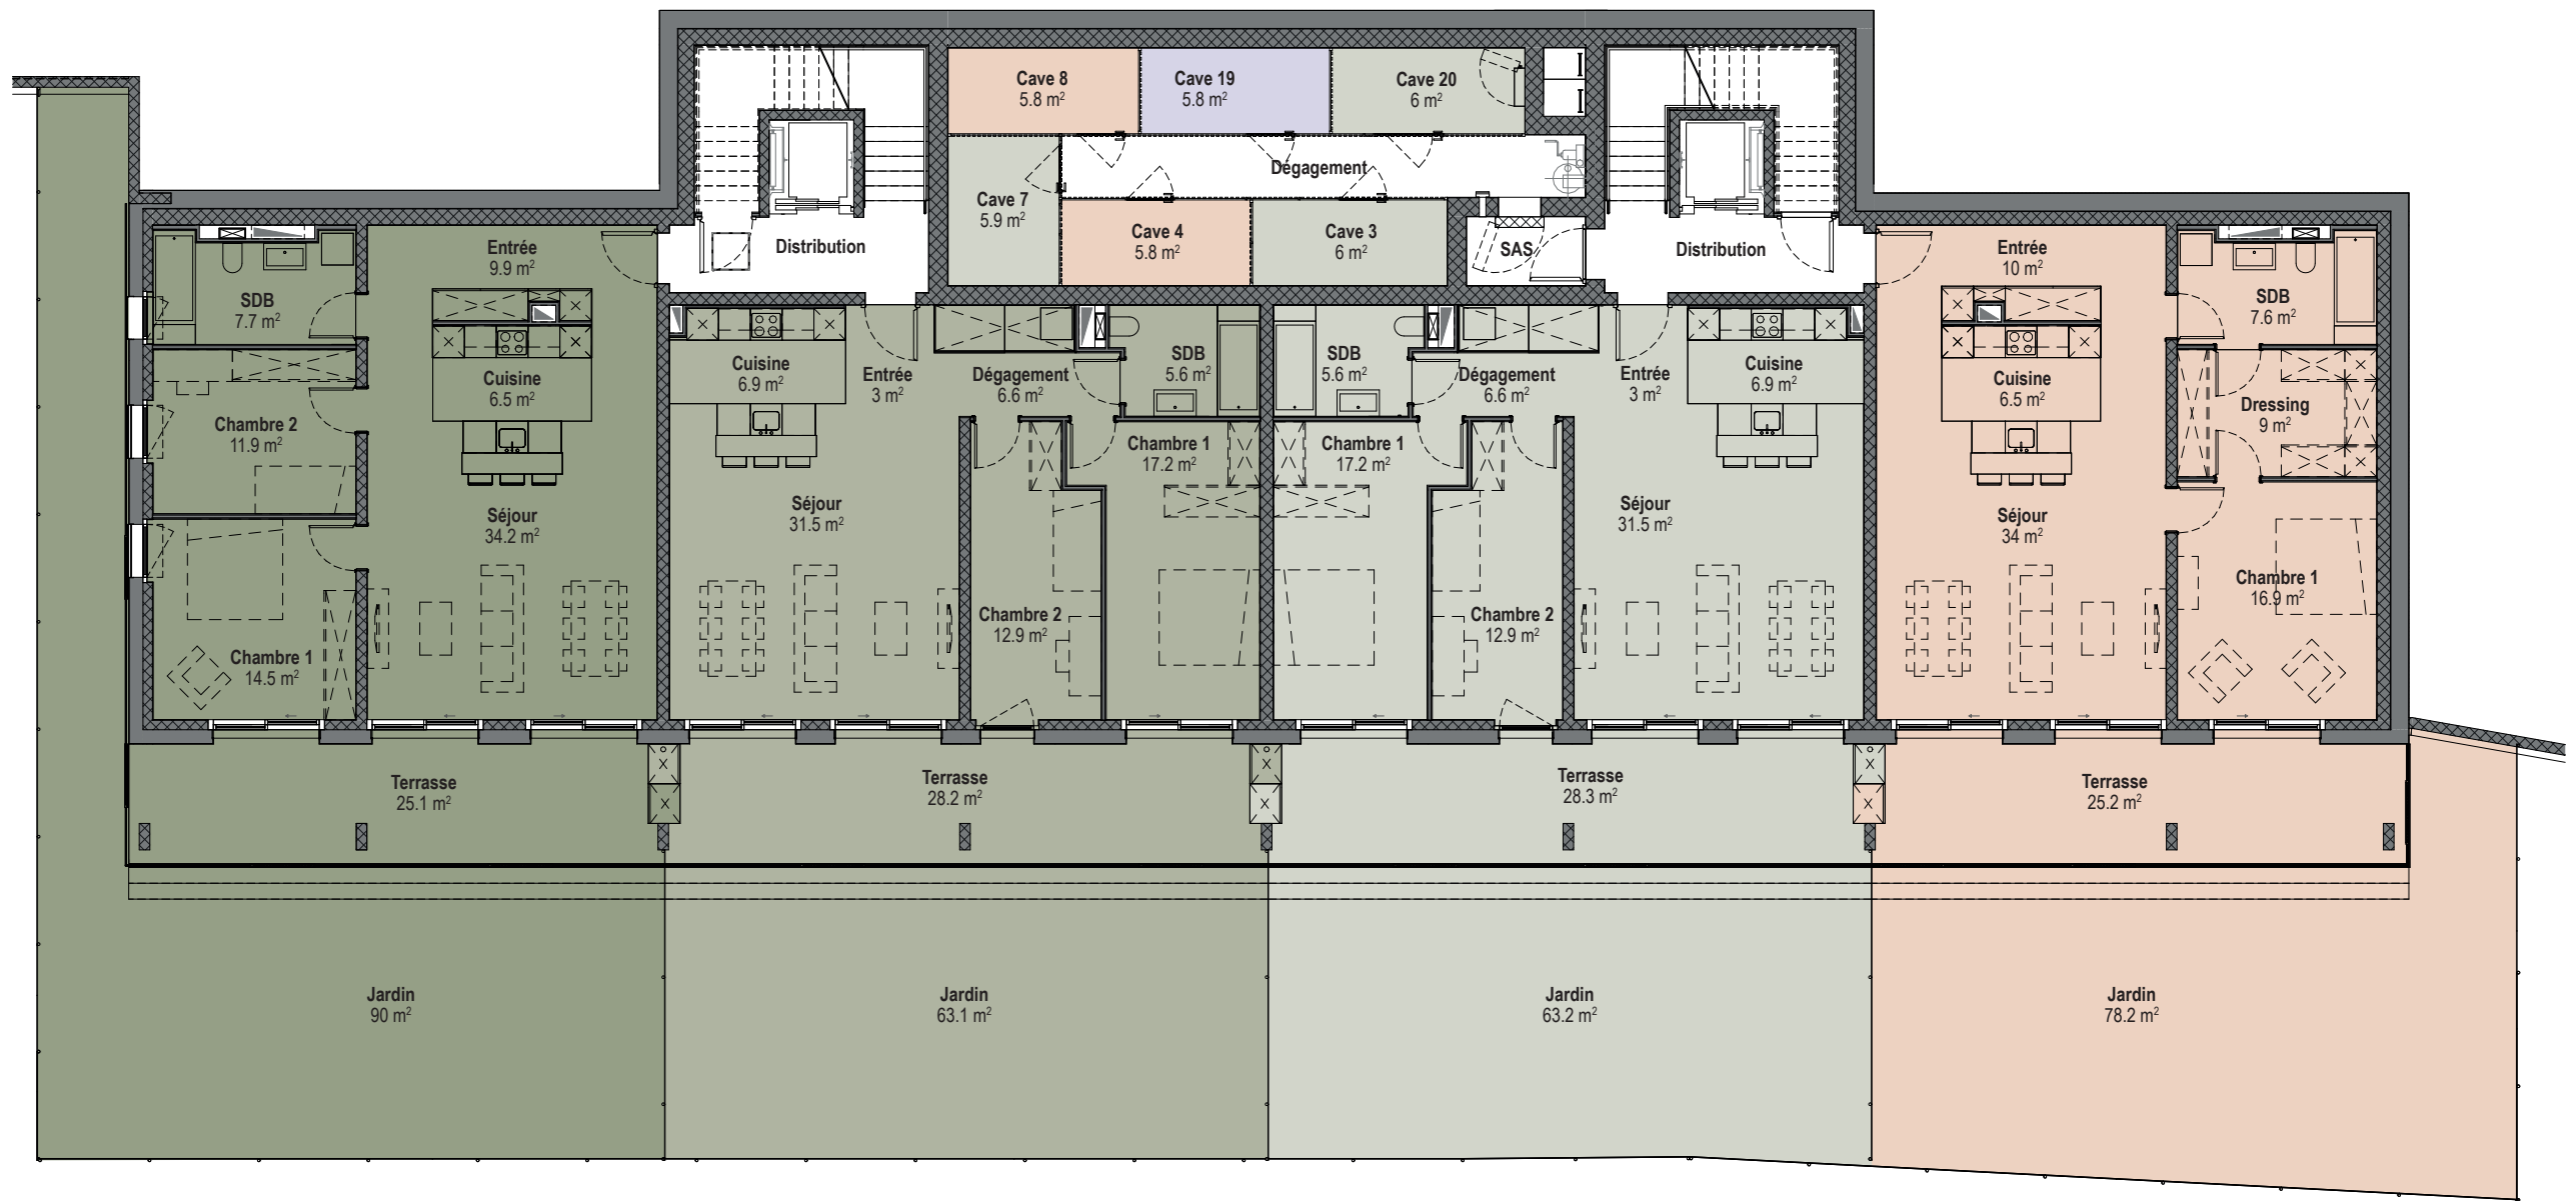 Cave 8
5.8 m²
Cave 19
5.8 m²
Cave 20
6 m²
Dégagement
Cave 7
5.9 m²
Cave 4
5.8 m²
Cave 3
6 m²
SAS
Distribution
Distribution
Entrée
9.9 m²
SDB
7.7 m²
Cuisine
6.5 m²
Chambre 2
11.9 m²
Séjour
34.2 m²
Chambre 1
14.5 m²
Cuisine
6.9 m²
Entrée
3 m²
Dégagement
6.6 m²
SDB
5.6 m²
Chambre 1
17.2 m²
Séjour
31.5 m²
Chambre 2
12.9 m²
SDB
5.6 m²
Dégagement
6.6 m²
Entrée
3 m²
Cuisine
6.9 m²
Chambre 1
17.2 m²
Séjour
31.5 m²
Chambre 2
12.9 m²
Entrée
10 m²
SDB
7.6 m²
Cuisine
6.5 m²
Dressing
9 m²
Séjour
34 m²
Chambre 1
16.9 m²
Terrasse
25.1 m²
Terrasse
28.2 m²
Terrasse
28.3 m²
Terrasse
25.2 m²
Jardin
90 m²
Jardin
63.1 m²
Jardin
63.2 m²
Jardin
78.2 m²